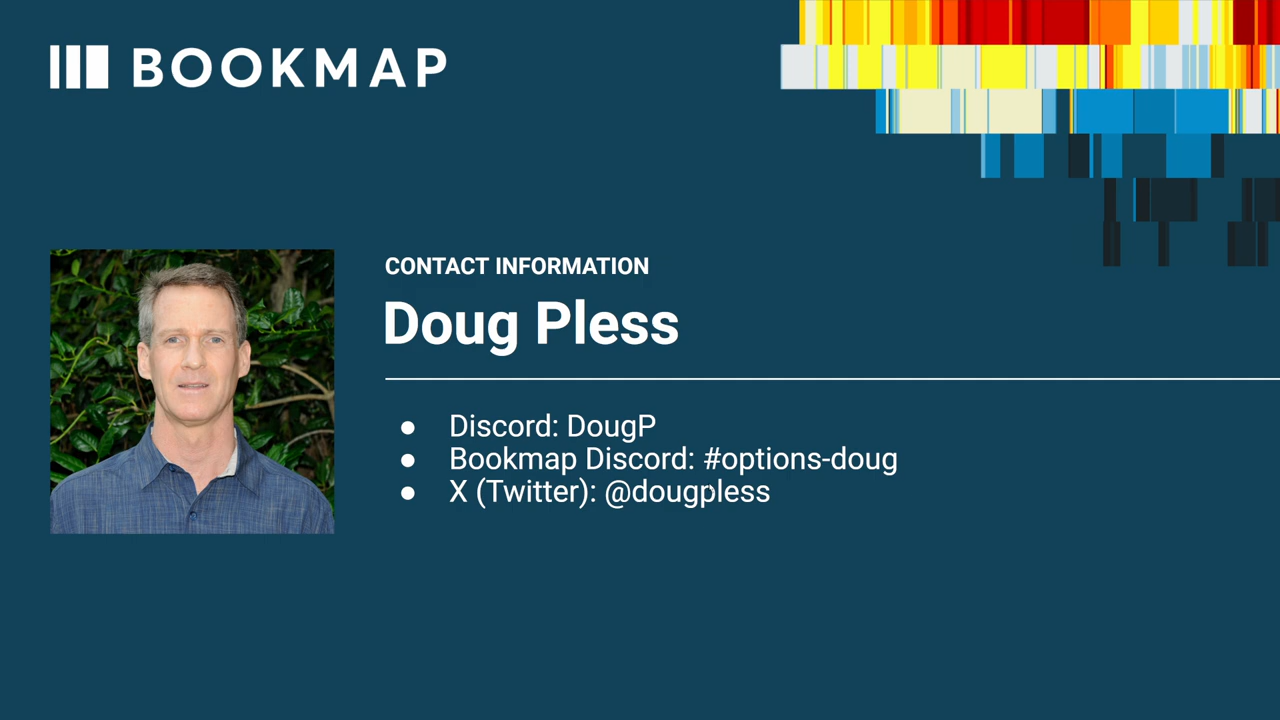 BOOKMAP
CONTACT INFORMATION
Doug Pless
● Discord: DougP
● Bookmap Discord: #options-doug
● X (Twitter): @dougpless